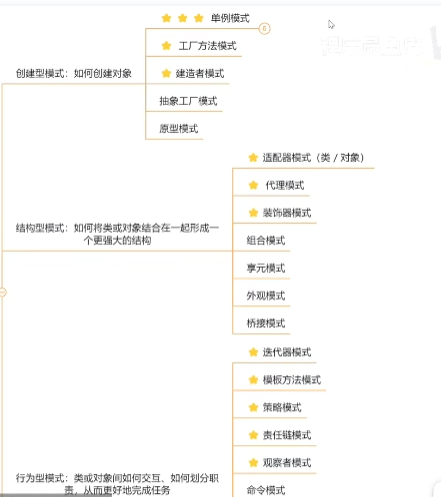 单例模式
6
工厂方法模式
创建型模式：如何创建对象
建造者模式
抽象工厂模式
原型模式
适配器模式（类 / 对象）
代理模式
装饰器模式
结构型模式：如何将类或对象结合在一起形成一
个更强大的结构
组合模式
享元模式
外观模式
桥接模式
迭代器模式
模板方法模式
策略模式
责任链模式
观察者模式
行为型模式：类或对象间如何交互、如何划分职
责，从而更好地完成任务
命令模式